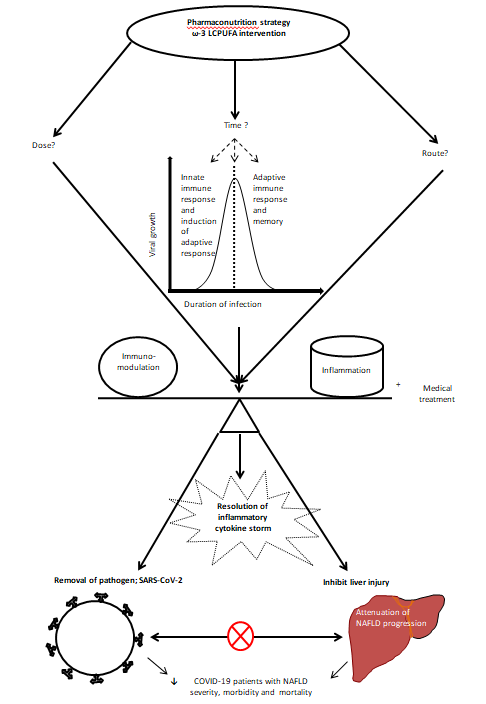 Pharmaconutrition strategy
ω-3 LCPUFA intervention
Time ?
Dose?
Route?
Innate
immune
response
and
induction
of
adaptive
response
Adaptive
immune
response
and
memory
Viral growth
Duration of infection
Immuno-
modulation
Inflammation
+
Medical
treatment
Resolution of
inflammatory
cytokine storm
Removal of pathogen; SARS-CoV-2
Inhibit liver injury
Attenuation of
NAFLD progression
COVID-19 patients with NAFLD
severity, morbidity and mortality